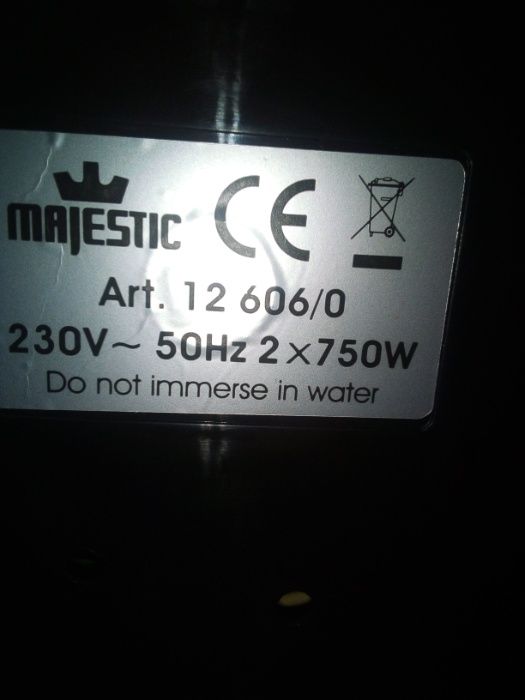 MAJESTIC CE
Art. 12 606/0
230V~ 50Hz 2×750W
Do not immerse in water